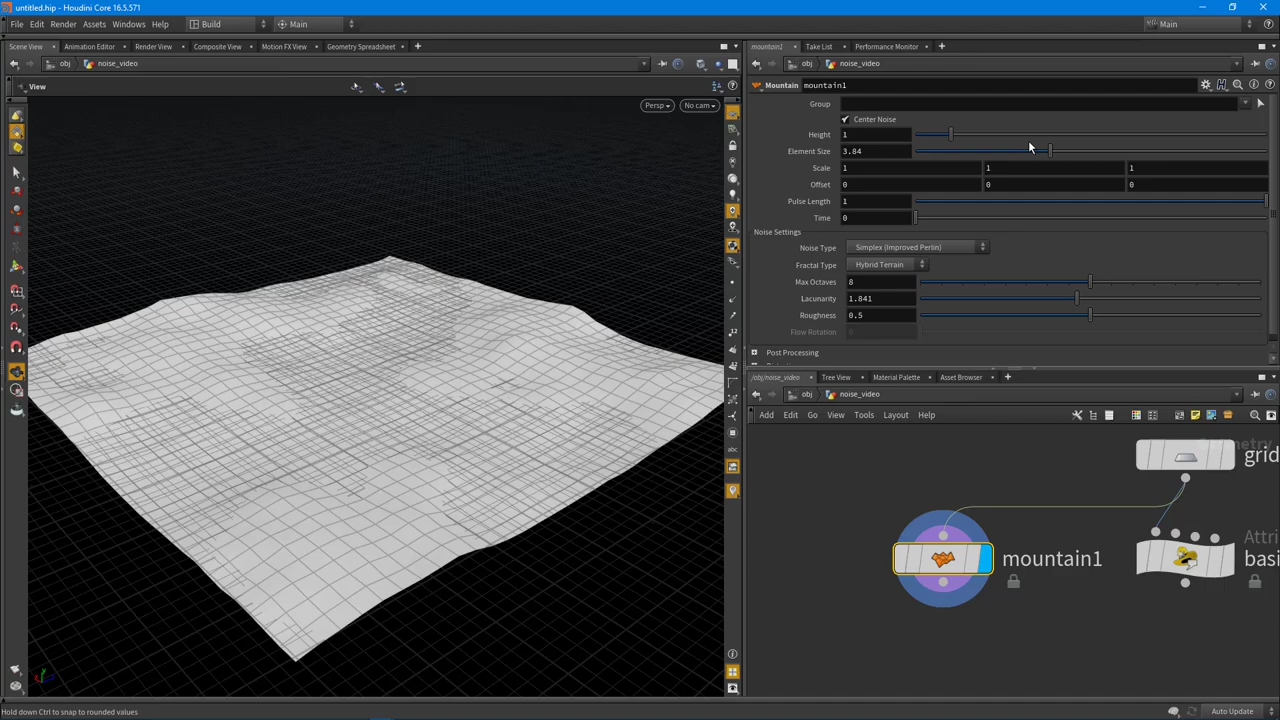 untitled.hip - Houdini Core 16.5.571
File Edit Render Assets Windows Help Build Main Main
Scene View Animation Editor Render View Composite View Motion FX View Geometry Spreadsheet
obj noise_video
View
Persp No cam
abc
mountain1 Take List Performance Monitor
obj noise_video
Mountain mountain1
Group
Center Noise
Height 1
Element Size 3.84
Scale 1 1 1
Offset 0 0 0
Pulse Length 1
Time 0
Noise Settings
Noise Type Simplex (Improved Perlin)
Fractal Type Hybrid Terrain
Max Octaves 8
Lacunarity 1.841
Roughness 0.5
Flow Rotation 0
Post Processing
/obj/noise_video Tree View Material Palette Asset Browser
obj noise_video
Add Edit Go View Tools Layout Help
grid
mountain1
Attri
basi
Hold down Ctrl to snap to rounded values
Auto Update